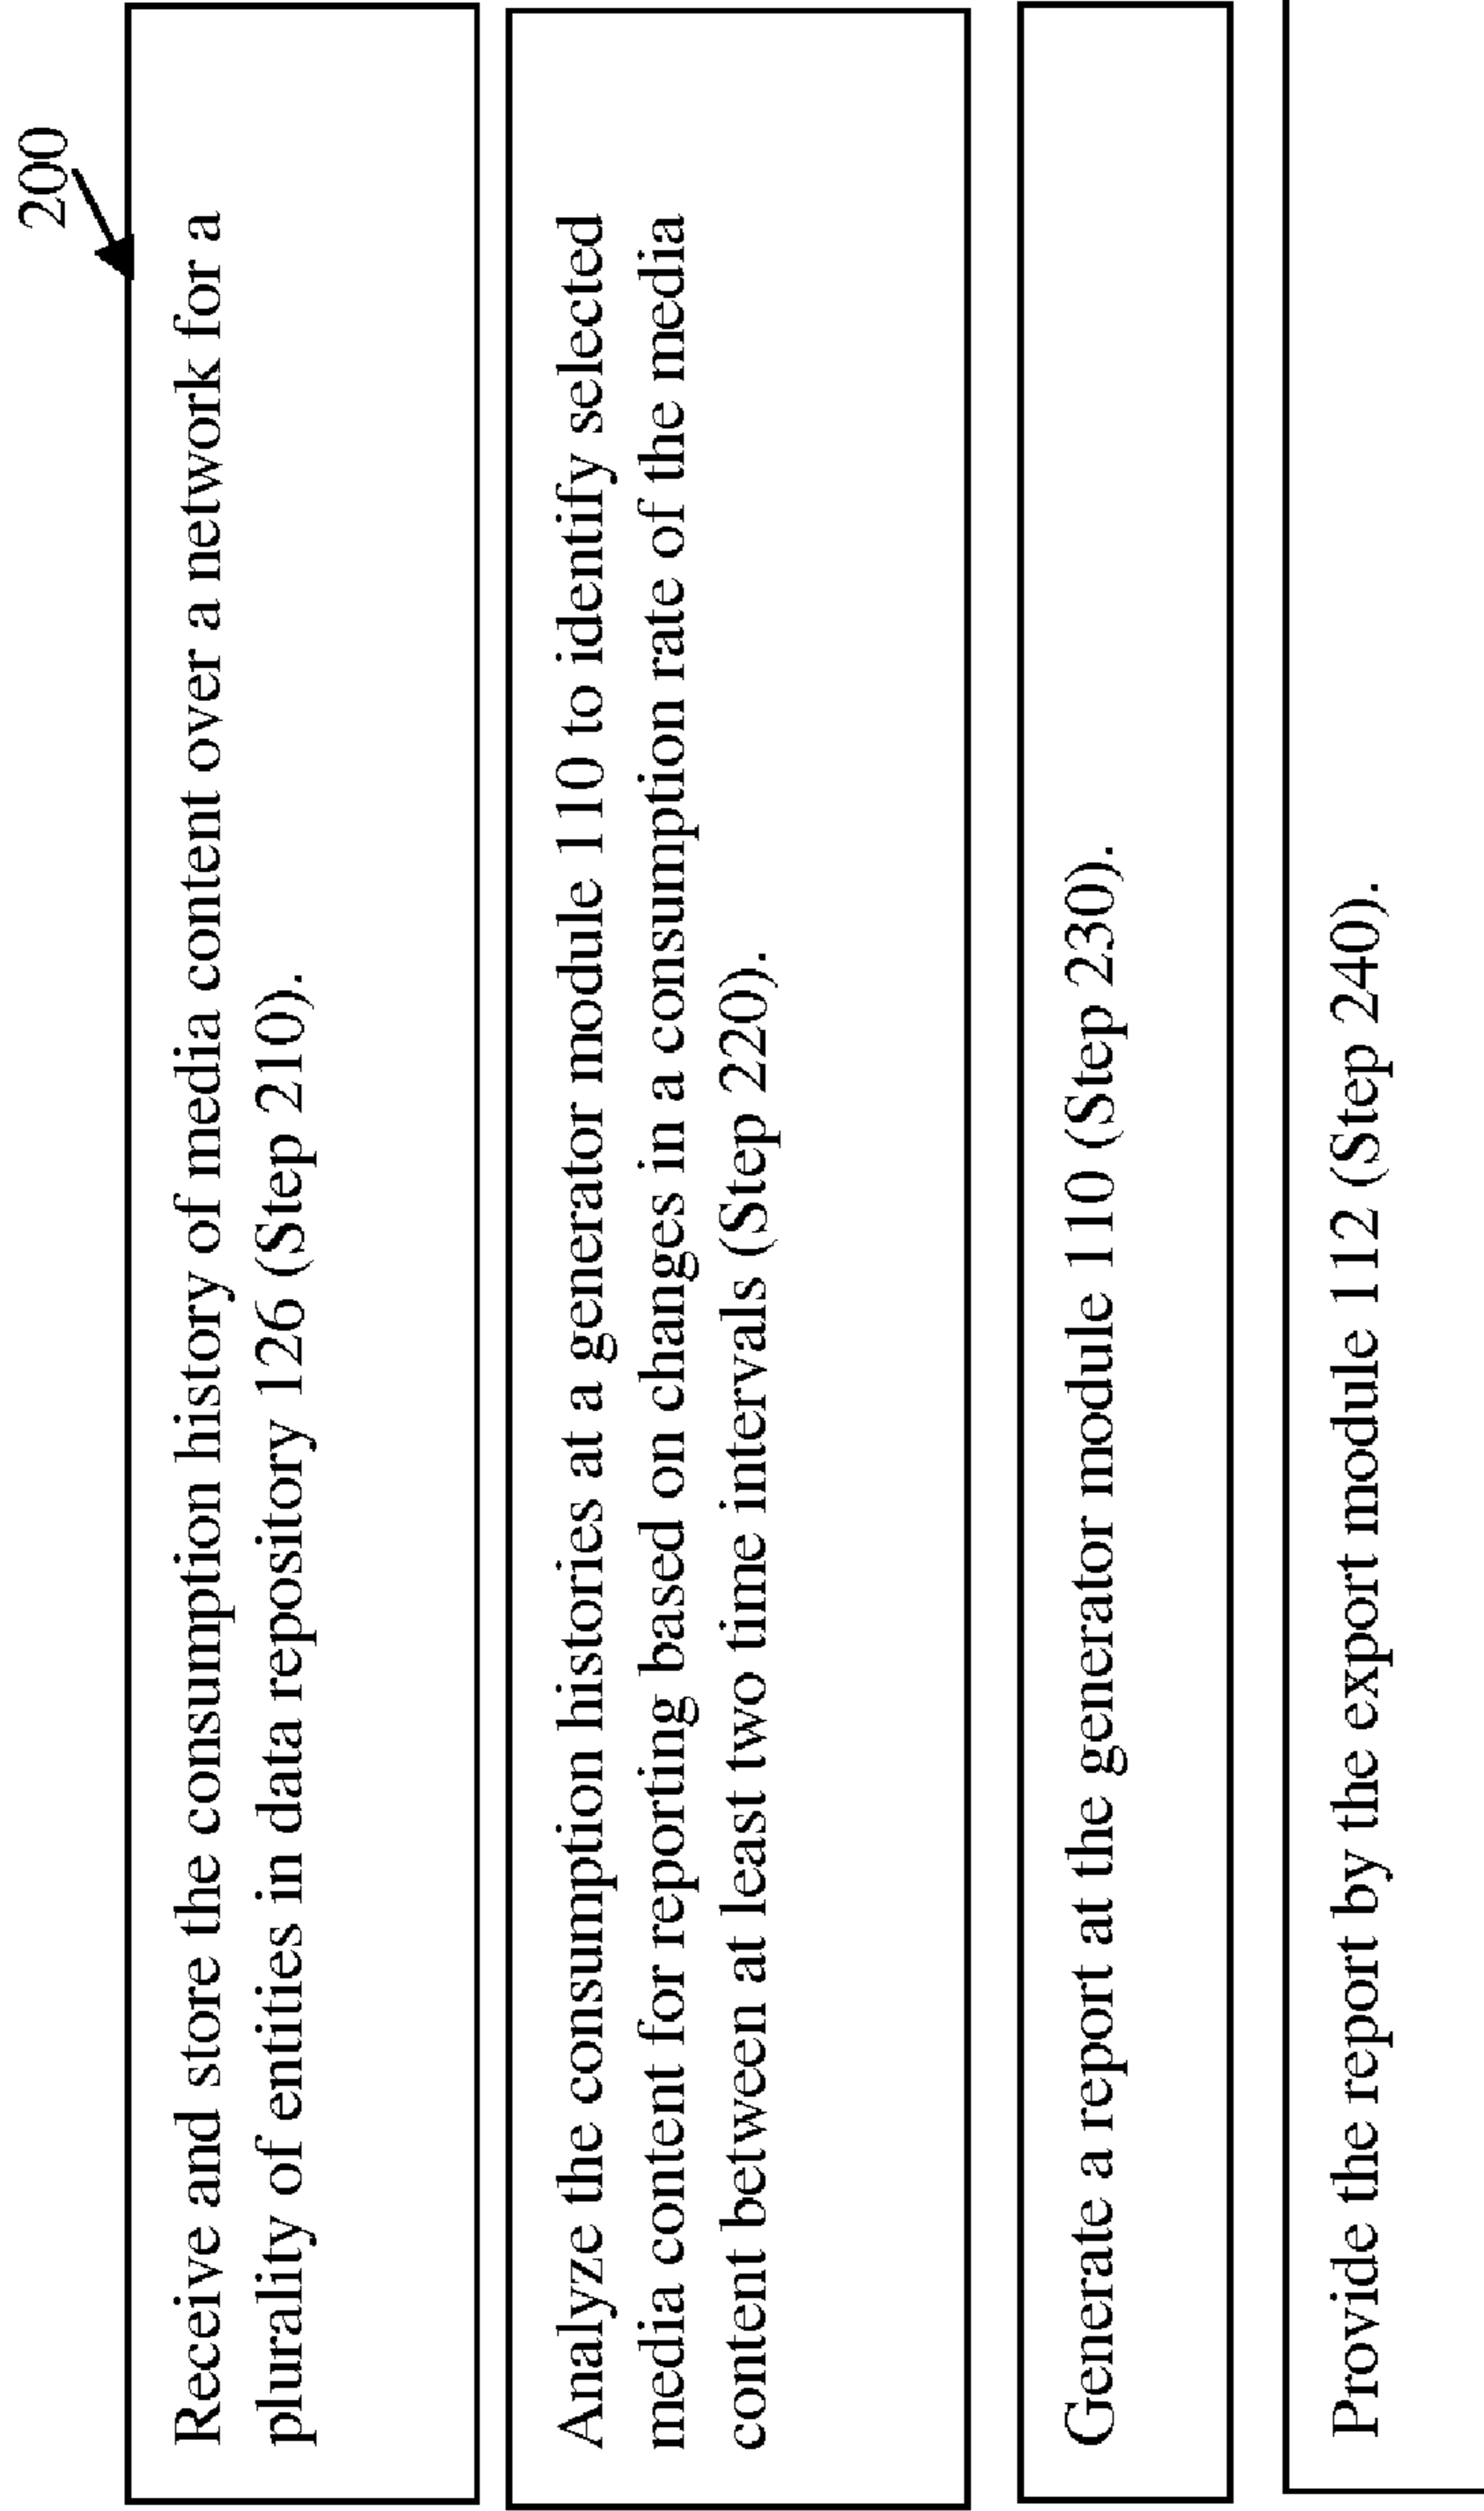 200
Receive and store the consumption history of media content over a network for a
plurality of entities in data repository 126 (Step 210).
Analyze the consumption histories at a generator module 110 to identify selected
media content for reporting based on changes in a consumption rate of the media
content between at least two time intervals (Step 220).
Generate a report at the generator module 110 (Step 230).
Provide the report by the export module 112 (Step 240).